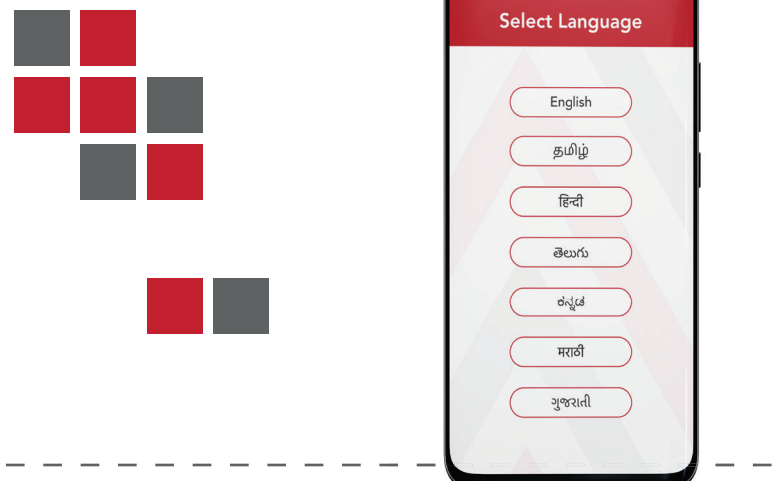 Select Language
English
தமிழ்
हिन्दी
తెలుగు
ಕನ್ನಡ
मराठी
ગુજરાતી